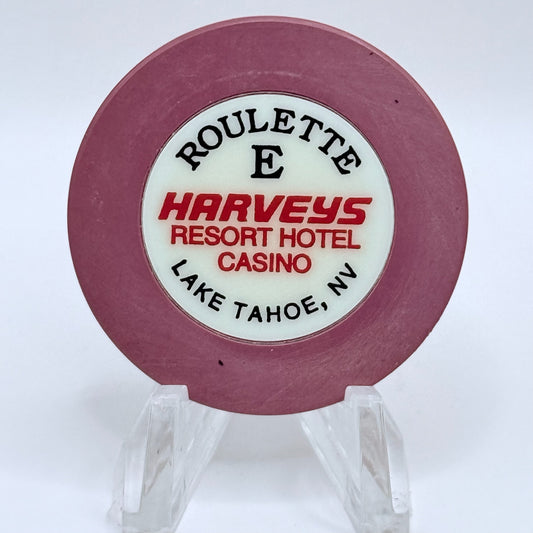 ROULETTE
E
HARVEYS
RESORT HOTEL
CASINO
LAKE TAHOE, NV